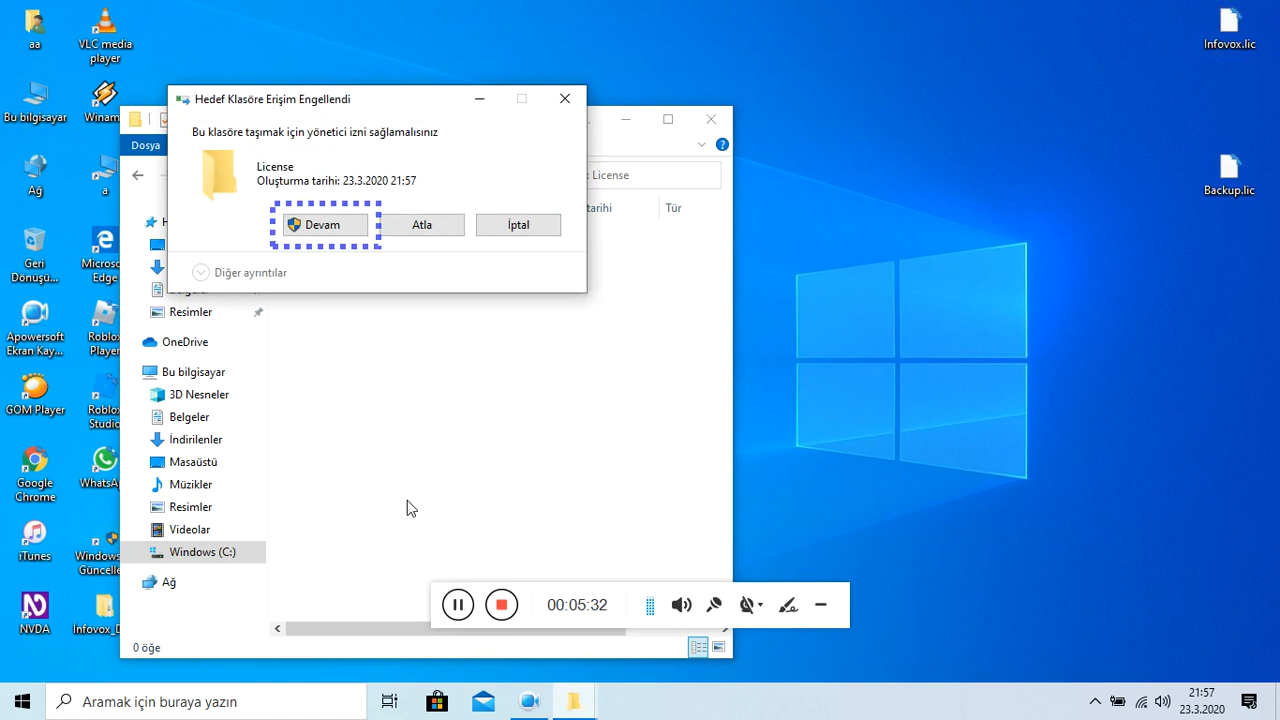 aa
VLC media
player
Infovox.lic
Hedef Klasöre Erişim Engellendi
Bu bilgisayar
Winam
Bu klasöre taşımak için yönetici izni sağlamalısınız
Dosya
License
Oluşturma tarihi: 23.3.2020 21:57
License
Ağ
a
Backup.lic
tarihi
Tür
Devam
Atla
İptal
Geri
Dönüşü...
Microso
Edge
Diğer ayrıntılar
Resimler
Apowersoft
Ekran Kay...
Roblox
Player
OneDrive
Bu bilgisayar
3D Nesneler
GOM Player
Roblox
Studio
Belgeler
İndirilenler
Masaüstü
Google
Chrome
WhatsA
Müzikler
Resimler
Videolar
iTunes
Windows
Güncelle
Windows (C:)
Ağ
00:05:32
NVDA
Infovox_D
0 öğe
Aramak için buraya yazın
21:57
23.3.2020